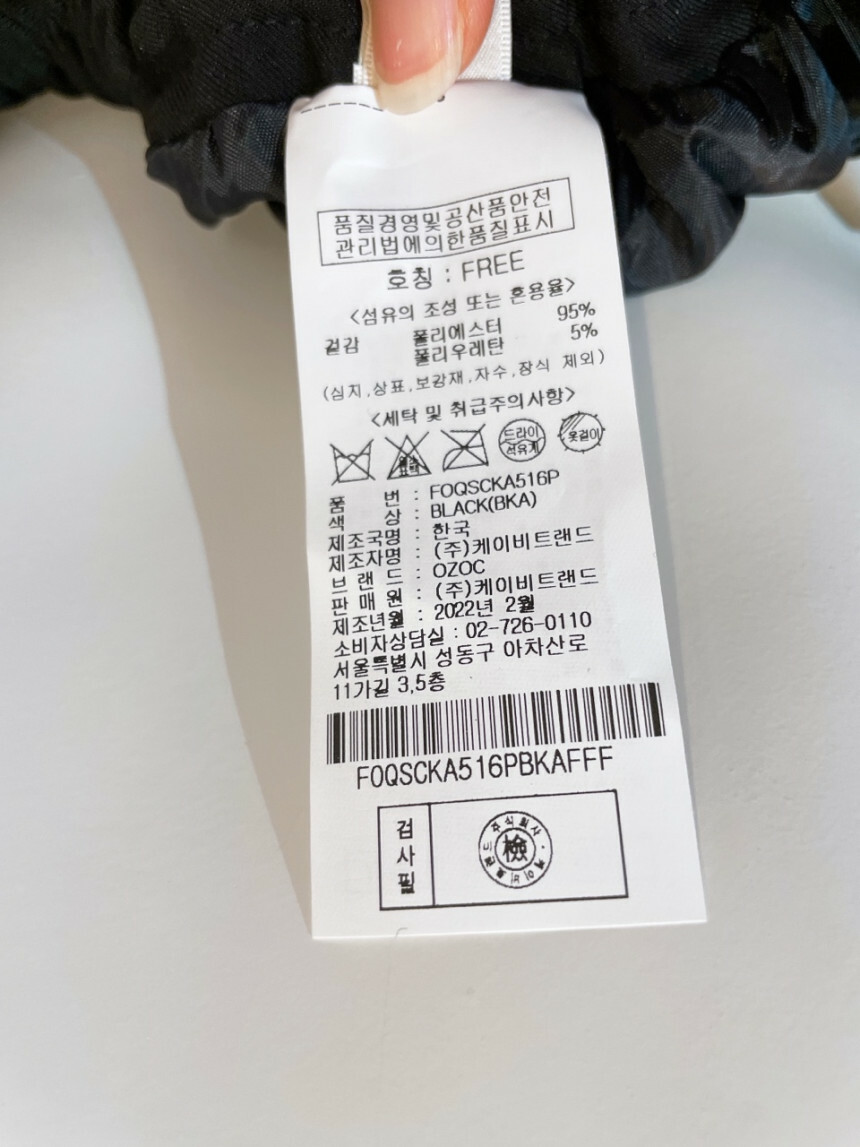 품질경영및공산품안전
관리법에의한품질표시
호칭 : FREE
<섬유의 조성 또는 혼용율>
겉감 폴리에스터 95%
폴리우레탄 5%
(심지,상표,보강재,자수,장식 제외)
<세탁 및 취급주의사항>
드라이
석유계
옷걸이
품 번 : FOQSCKA516P
색 상 : BLACK(BKA)
제조국명 : 한국
제조자명 : (주)케이비트랜드
브 랜 드 : OZOC
판 매 원 : (주)케이비트랜드
제조년월 : 2022년 2월
소비자상담실 : 02-726-0110
서울특별시 성동구 아차산로
11가길 3,5층
FOQSCKA516PBKAFFF
검사필
주식회사
檢